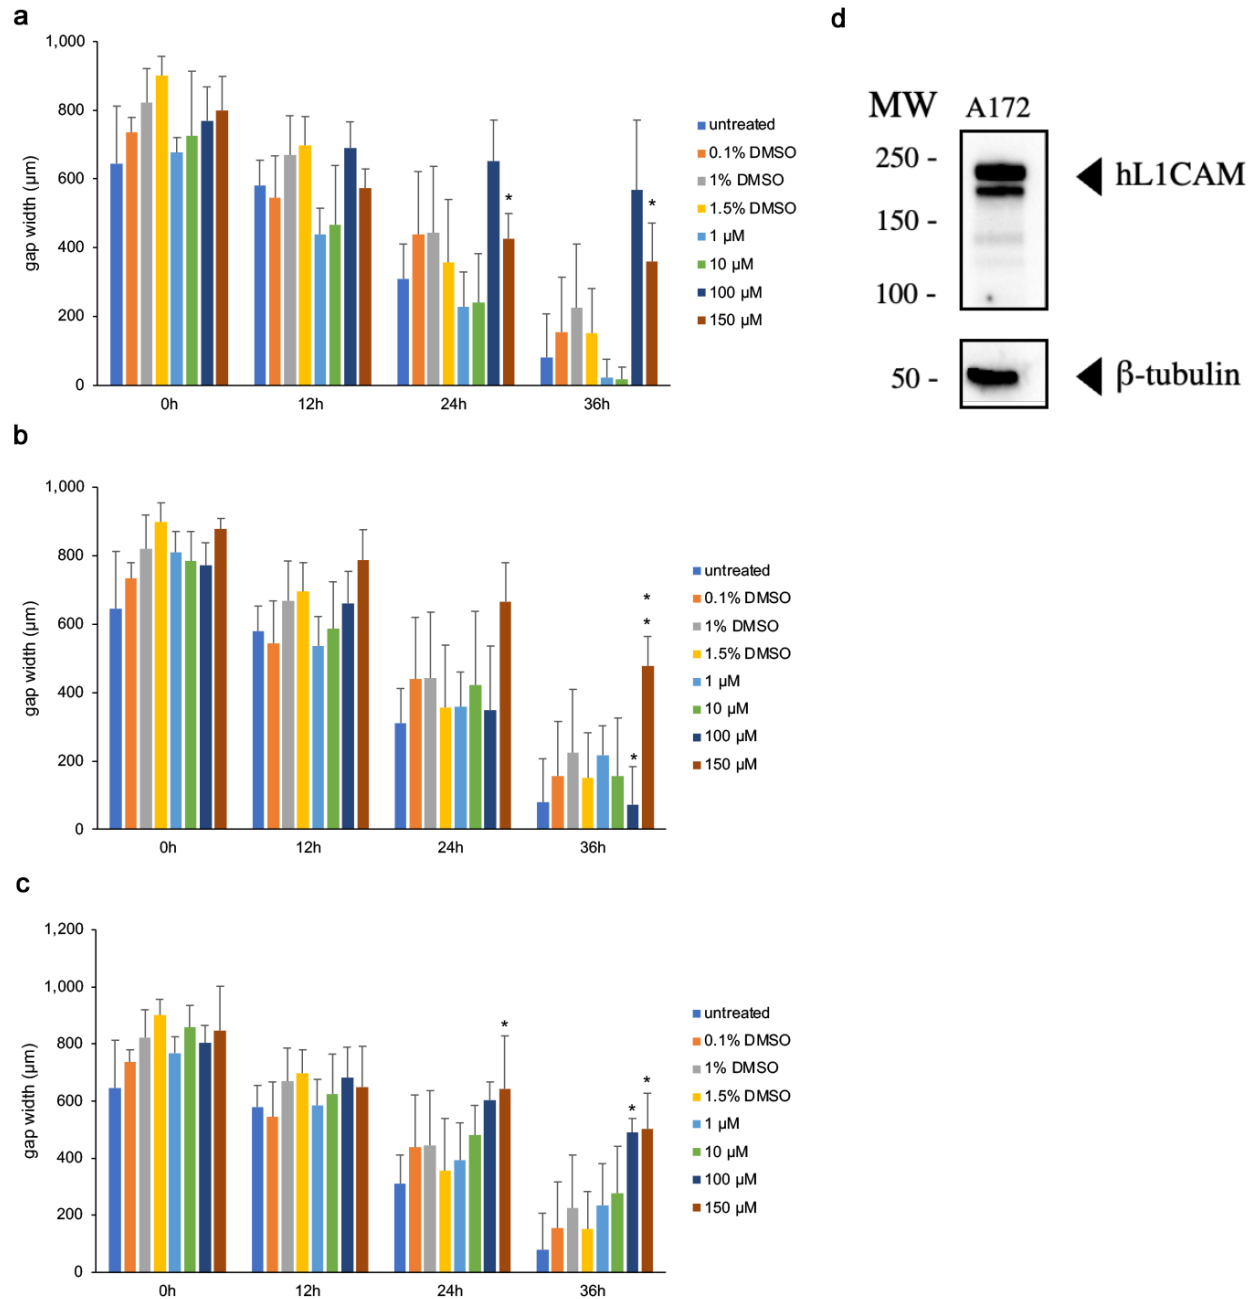 a
1,000
800
600
400
200
0
gap width (µm)
0h
12h
24h
36h
*
*
untreated
0.1% DMSO
1% DMSO
1.5% DMSO
1 µM
10 µM
100 µM
150 µM
b
1,000
800
600
400
200
0
gap width (µm)
0h
12h
24h
36h
*
*
*
untreated
0.1% DMSO
1% DMSO
1.5% DMSO
1 µM
10 µM
100 µM
150 µM
c
1,200
1,000
800
600
400
200
0
gap width (µm)
0h
12h
24h
36h
*
*
*
untreated
0.1% DMSO
1% DMSO
1.5% DMSO
1 µM
10 µM
100 µM
150 µM
d
MW A172
250 -
hL1CAM
150 -
100 -
50 -
β-tubulin